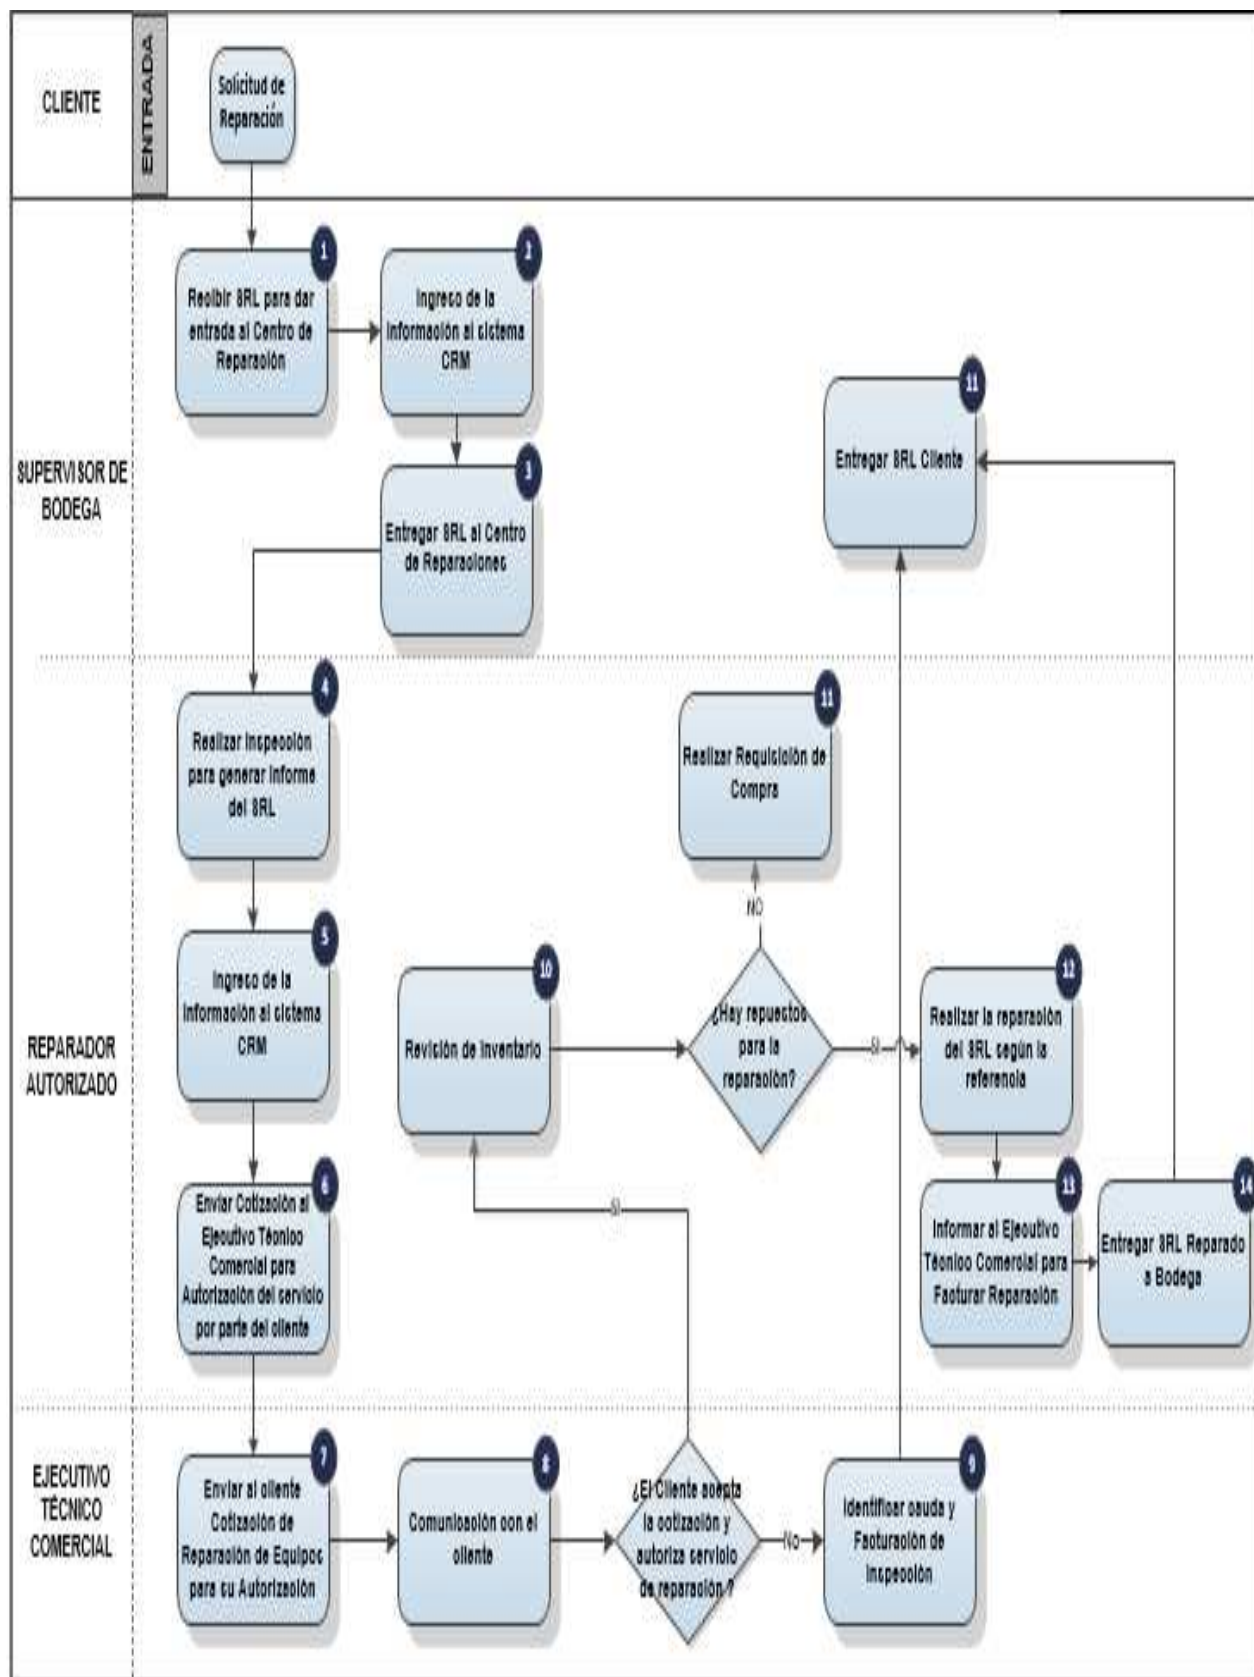 CLIENTE
ENTRADA
Solicitud de
Reparación
SUPERVISOR DE
BODEGA
1
Recibir SRL para dar
entrada al Centro de
Reparación
2
Ingreso de la
Información al sistema
CRM
3
Entregar SRL al Centro
de Reparaciones
11
Entregar SRL Cliente
REPARADOR
AUTORIZADO
4
Realizar Inspección
para generar Informe
del SRL
5
Ingreso de la
Información al sistema
CRM
6
Enviar Cotización al
Ejecutivo Técnico
Comercial para
Autorización del servicio
por parte del cliente
10
Revisión de Inventario
SI
11
Realizar Requisición de
Compra
NO
¿Hay repuestos
para la
reparación?
SI
12
Realizar la reparación
del SRL según la
referencia
13
Informar al Ejecutivo
Técnico Comercial para
Facturar Reparación
14
Entregar SRL Reparado
a Bodega
EJECUTIVO
TÉCNICO
COMERCIAL
7
Enviar al cliente
Cotización de
Reparación de Equipos
para su Autorización
8
Comunicación con el
cliente
¿El Cliente acepta
la cotización y
autoriza servicio
de reparación ?
No
9
Identificar cauda y
Facturación de
Inspección